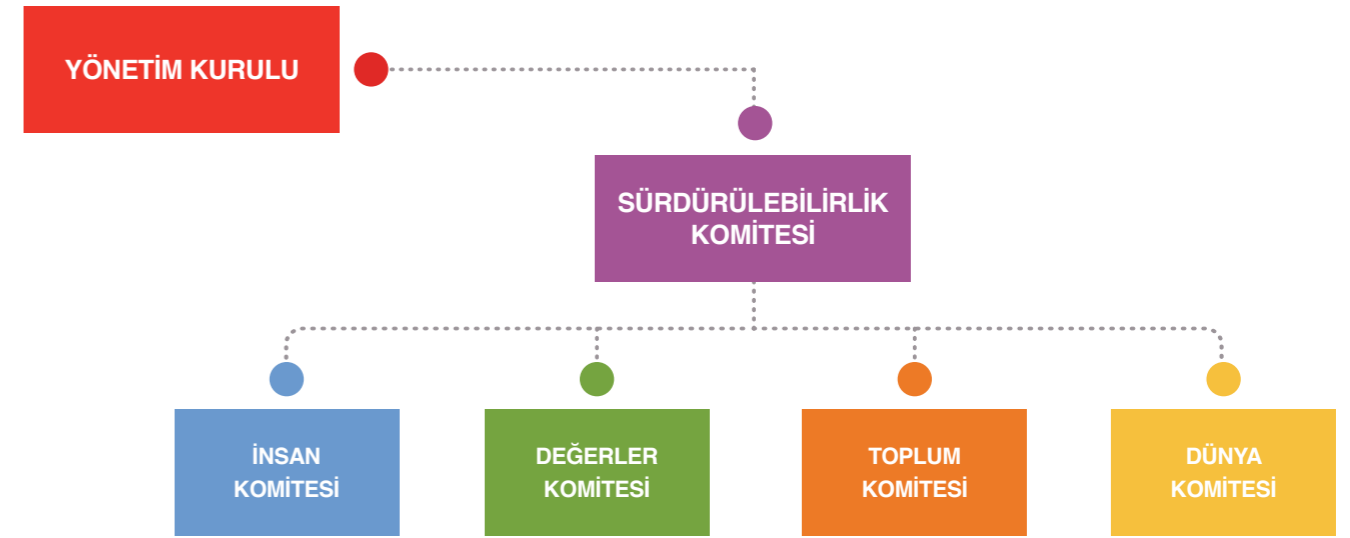 YÖNETİM KURULU
SÜRDÜRÜLEBİLİRLİK
KOMİTESİ
İNSAN
KOMİTESİ
DEĞERLER
KOMİTESİ
TOPLUM
KOMİTESİ
DÜNYA
KOMİTESİ